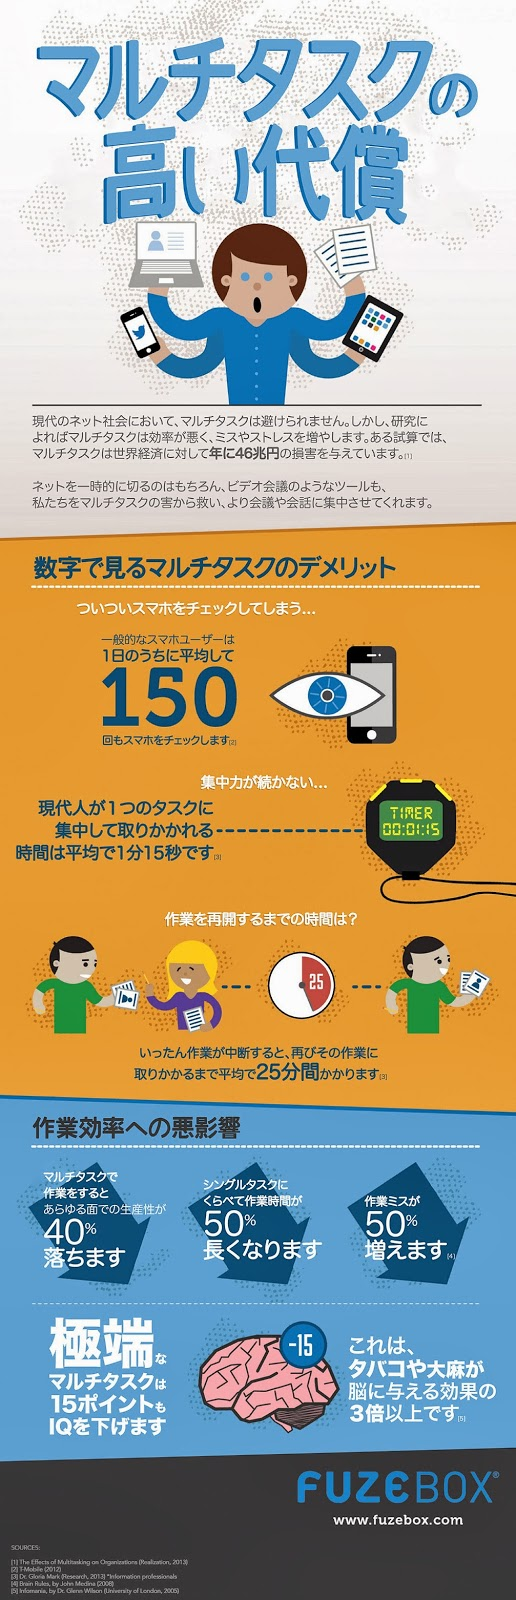 マルチタスクの
高い代償
現代のネット社会において、マルチタスクは避けられません。しかし、研究に
よればマルチタスクは効率が悪く、ミスやストレスを増やします。ある試算では、
マルチタスクは世界経済に対して年に46兆円の損害を与えています。[1]
ネットを一時的に切るのはもちろん、ビデオ会議のようなツールも、
私たちをマルチタスクの害から救い、より会議や会話に集中させてくれます。
数字で見るマルチタスクのデメリット
ついついスマホをチェックしてしまう...
一般的なスマホユーザーは
1日のうちに平均して
150
回もスマホをチェックします[2]
集中力が続かない...
現代人が1つのタスクに
集中して取りかかれる
時間は平均で1分15秒です[3]
TIMER
00:01:15
作業を再開するまでの時間は?
25
いったん作業が中断すると、再びその作業に
取りかかるまで平均で25分間かかります[3]
作業効率への悪影響
マルチタスクで
作業をすると
あらゆる面での生産性が
40%
落ちます
シングルタスクに
くらべて作業時間が
50%
長くなります
作業ミスが
50%
増えます[4]
極端な
マルチタスクは
15ポイントも
IQを下げます
-15
これは、
タバコや大麻が
脳に与える効果の
3倍以上です[5]
FUZEBOX®
www.fuzebox.com
SOURCES:
[1] The Effects of Multitasking on Organizations (Realization, 2013)
[2] T-Mobile (2012)
[3] Dr. Gloria Mark (Research, 2013) *Information professionals
[4] Brain Rules, by John Medina (2008)
[5] Infomania, by Dr. Glenn Wilson (University of London, 2005)